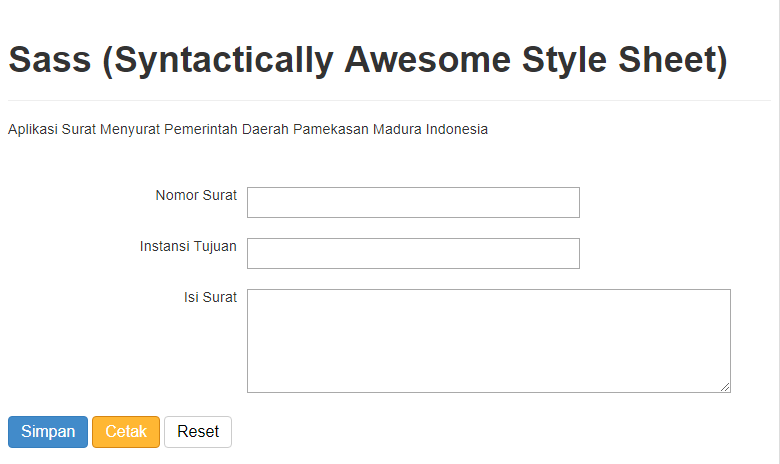 Sass (Syntactically Awesome Style Sheet)
Aplikasi Surat Menyurat Pemerintah Daerah Pamekasan Madura Indonesia
Nomor Surat
Instansi Tujuan
Isi Surat
Simpan Cetak Reset